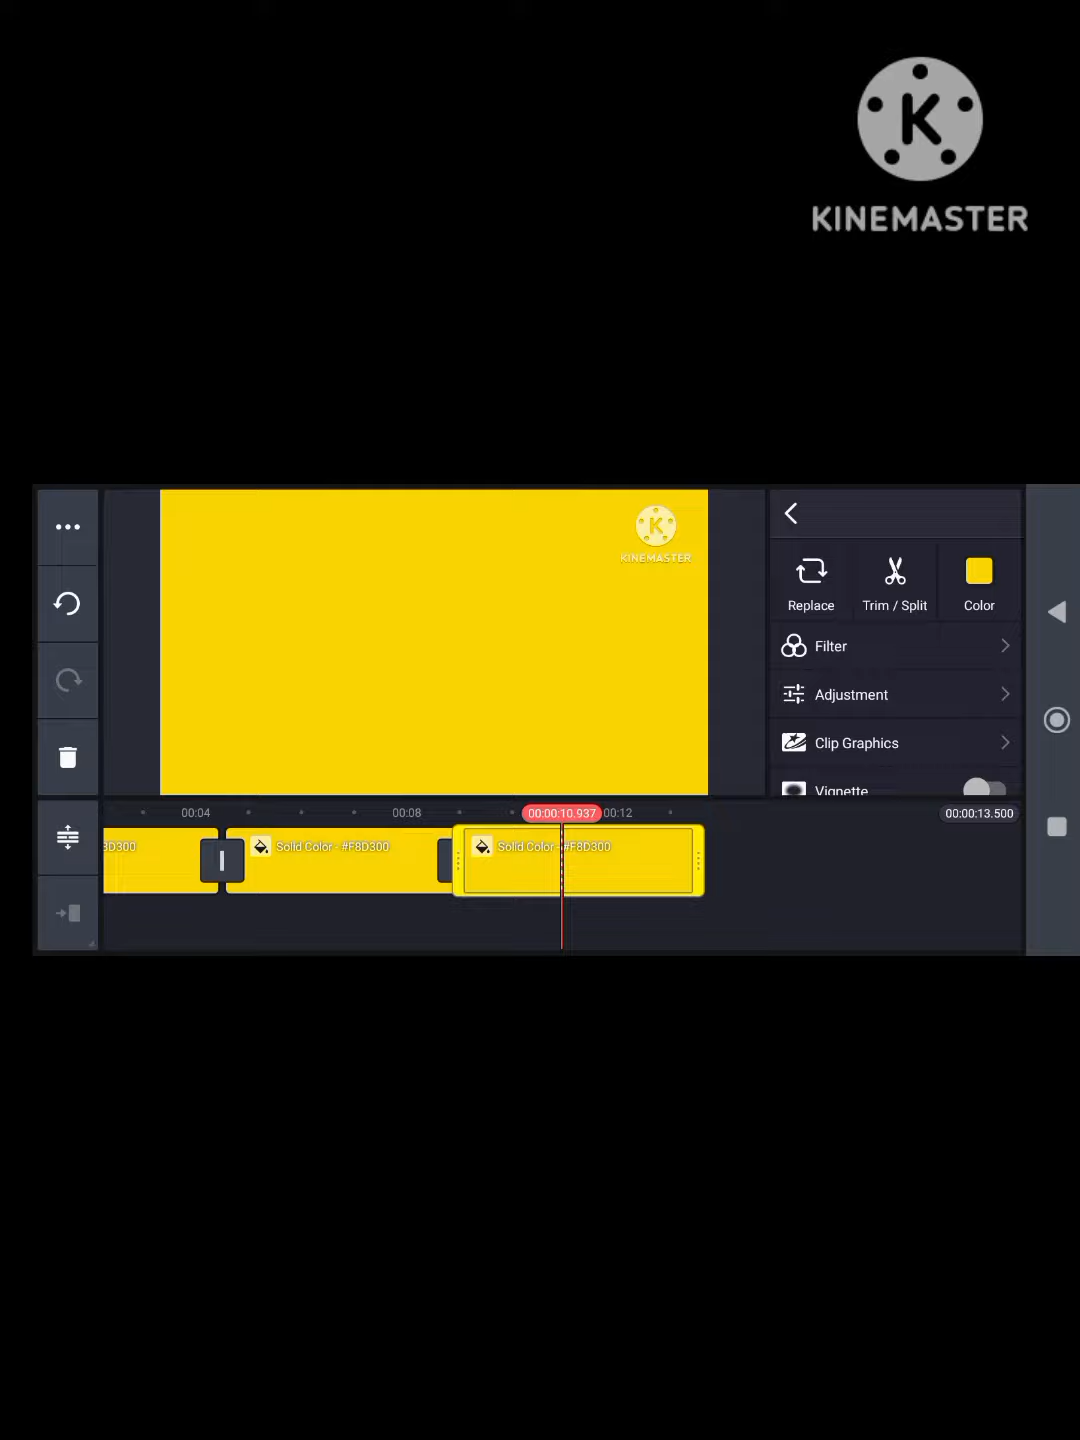 KINEMASTER
KINEMASTER
Replace
Trim / Split
Color
Filter
Adjustment
Clip Graphics
Vignette
00:04
00:08
00:00:10.937
00:12
00:00:13.500
8D300
Solid Color - #F8D300
Solid Color - #F8D300